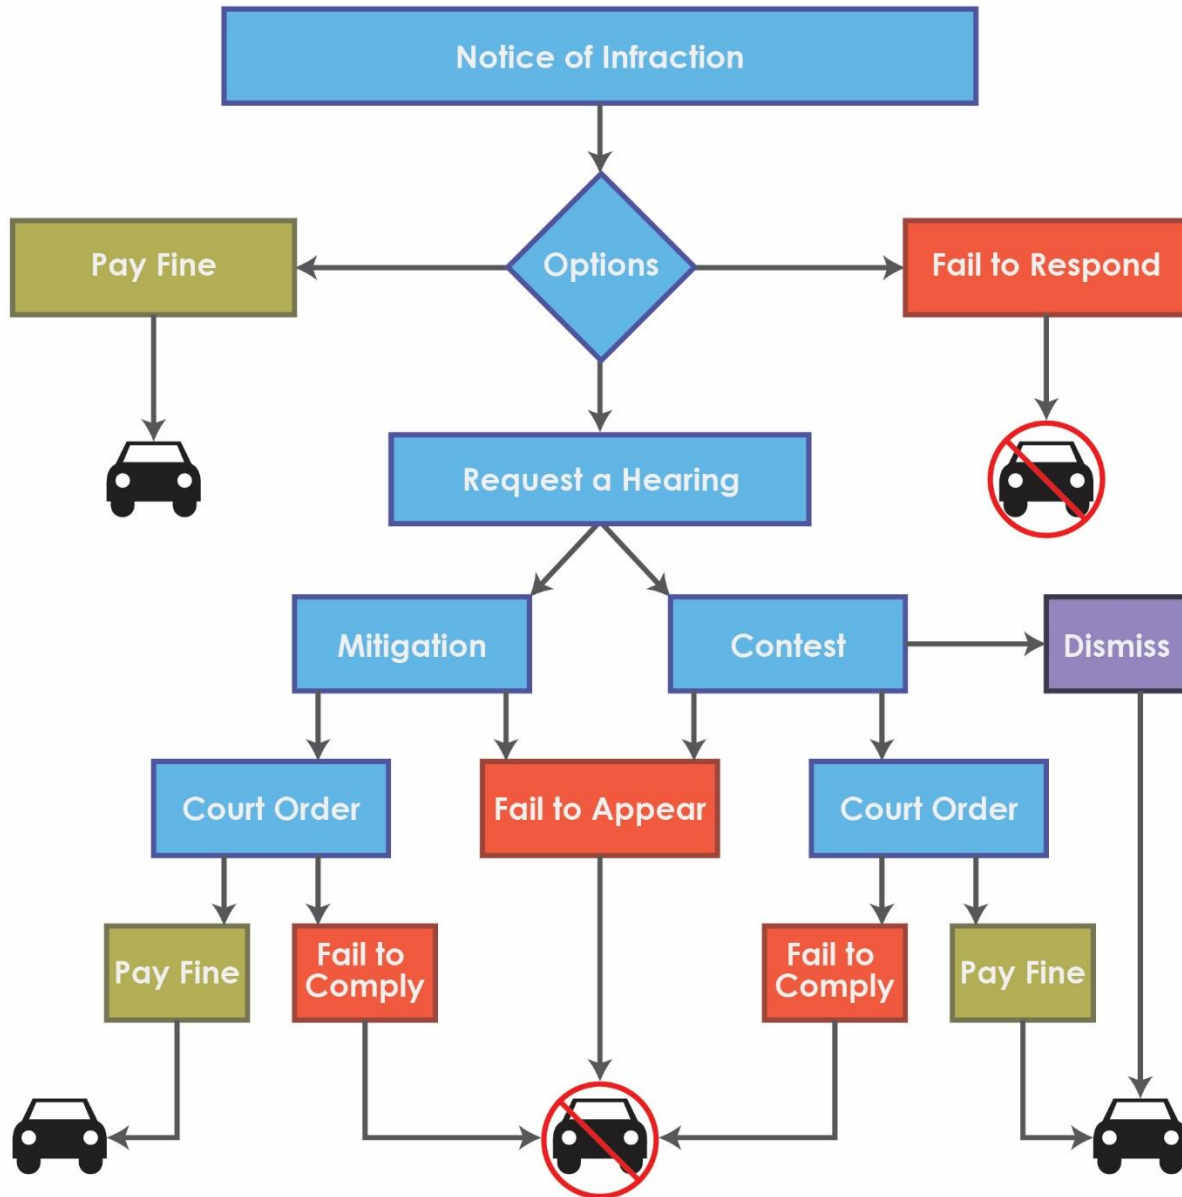 Notice of Infraction
Pay Fine
Options
Fail to Respond
Request a Hearing
Mitigation
Contest
Dismiss
Court Order
Fail to Appear
Court Order
Pay Fine
Fail to
Comply
Fail to
Comply
Pay Fine